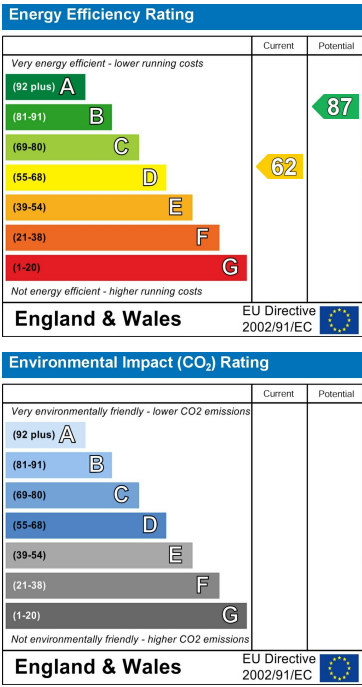 Energy Efficiency Rating
Current Potential
Very energy efficient - lower running costs
(92 plus) A
(81-91) B
(69-80) C
(55-68) D
(39-54) E
(21-38) F
(1-20) G
62
87
Not energy efficient - higher running costs
England & Wales
EU Directive
2002/91/EC
Environmental Impact (CO₂) Rating
Current Potential
Very environmentally friendly - lower CO2 emissions
(92 plus) A
(81-91) B
(69-80) C
(55-68) D
(39-54) E
(21-38) F
(1-20) G
Not environmentally friendly - higher CO2 emissions
England & Wales
EU Directive
2002/91/EC